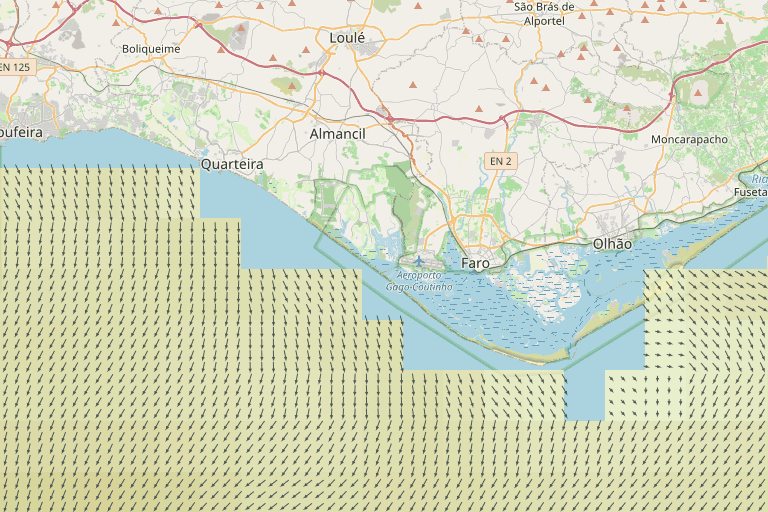 São Brás de
Alportel
Loulé
Boliqueime
EN 125
ufeira
Almancil
Moncarapacho
EN 2
Quarteira
Ria
Fuseta
Olhão
Faro
Aeroporto
Gago-Coutinho